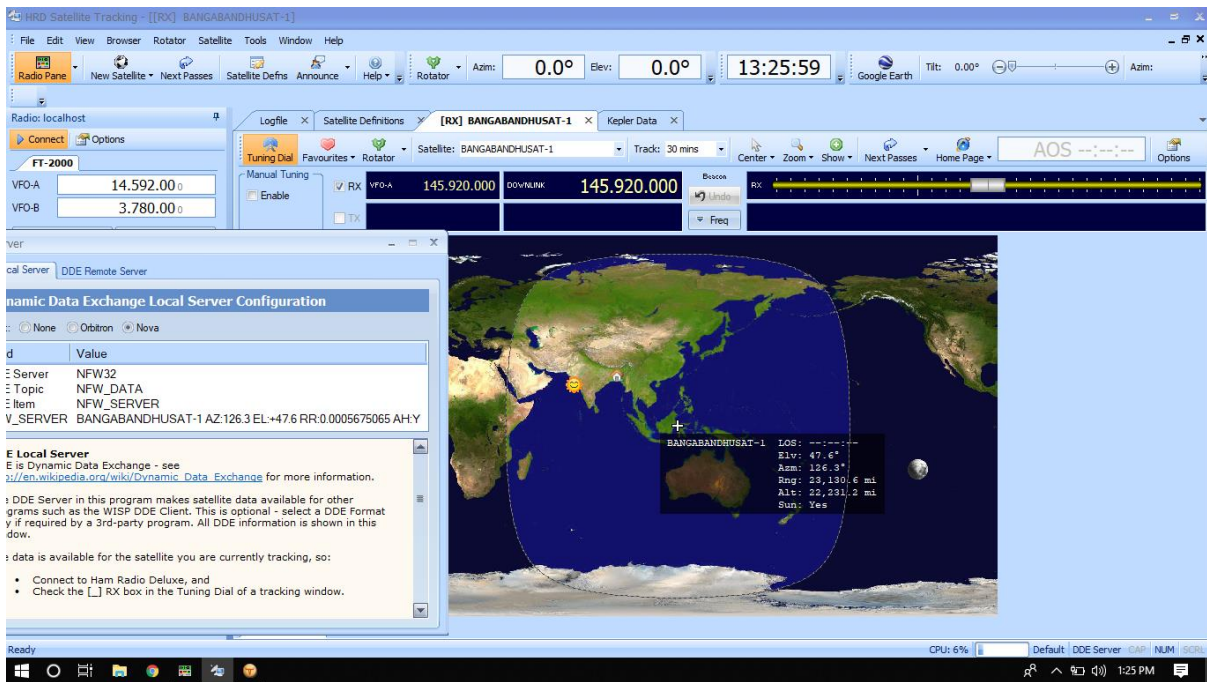 HRD Satellite Tracking - [[RX] BANGABANDHUSAT-1]
File Edit View Browser Rotator Satellite Tools Window Help
Radio Pane New Satellite Next Passes Satellite Defns Announce Help Rotator Azim: 0.0° Elev: 0.0° 13:25:59 Google Earth Tilt: 0.00° Azim:
Radio: localhost
Connect Options
FT-2000
VFO-A 14.592.00 0
VFO-B 3.780.00 0
Logfile Satellite Definitions [RX] BANGABANDHUSAT-1 Kepler Data
Tuning Dial Favourites Rotator Satellite: BANGABANDHUSAT-1 Track: 30 mins Center Zoom Show Next Passes Home Page AOS --:--:-- Options
Manual Tuning
Enable
RX VFO-A 145.920.000 DOWNLINK 145.920.000 Beacon Undo RX
TX Freq
ver
cal Server DDE Remote Server
namic Data Exchange Local Server Configuration
: None Orbitron Nova
d Value
E Server NFW32
E Topic NFW_DATA
E Item NFW_SERVER
W_SERVER BANGABANDHUSAT-1 AZ:126.3 EL:+47.6 RR:0.0005675065 AH:Y
E Local Server
E is Dynamic Data Exchange - see
p://en.wikipedia.org/wiki/Dynamic_Data_Exchange for more information.
e DDE Server in this program makes satellite data available for other
grams such as the WISP DDE Client. This is optional - select a DDE Format
y if required by a 3rd-party program. All DDE information is shown in this
dow.
e data is available for the satellite you are currently tracking, so:
• Connect to Ham Radio Deluxe, and
• Check the [_] RX box in the Tuning Dial of a tracking window.
BANGABANDHUSAT-1 LOS: --:--:--
Elv: 47.6°
Azm: 126.3°
Rng: 23,130.6 mi
Alt: 22,231.2 mi
Sun: Yes
Ready CPU: 6% Default DDE Server CAP NUM SCRL
1:25 PM